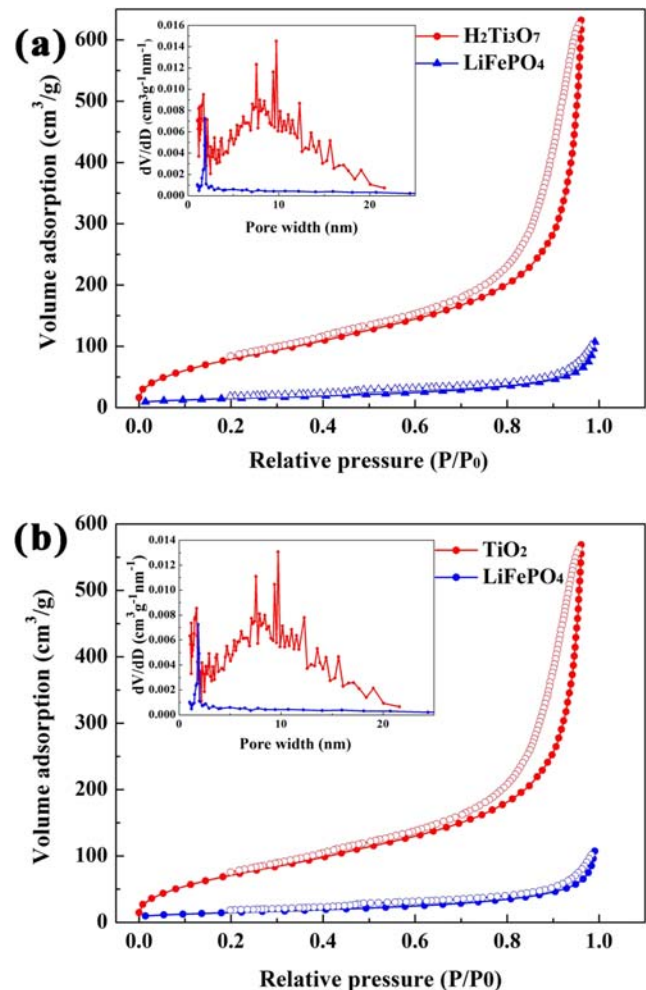 (a)
H₂Ti₃O₇
LiFePO₄
Volume adsorption (cm³/g)
600
500
400
300
200
100
0
0.0 0.2 0.4 0.6 0.8 1.0
Relative pressure (P/P₀)
dV/dD (cm³g⁻¹nm⁻¹)
0.016
0.014
0.012
0.010
0.008
0.006
0.004
0.002
0.000
0 10 20
Pore width (nm)
(b)
TiO₂
LiFePO₄
Volume adsorption (cm³/g)
600
500
400
300
200
100
0
0.0 0.2 0.4 0.6 0.8 1.0
Relative pressure (P/P0)
dV/dD (cm³g⁻¹nm⁻¹)
0.014
0.012
0.010
0.008
0.006
0.004
0.002
0.000
0 10 20
Pore width (nm)